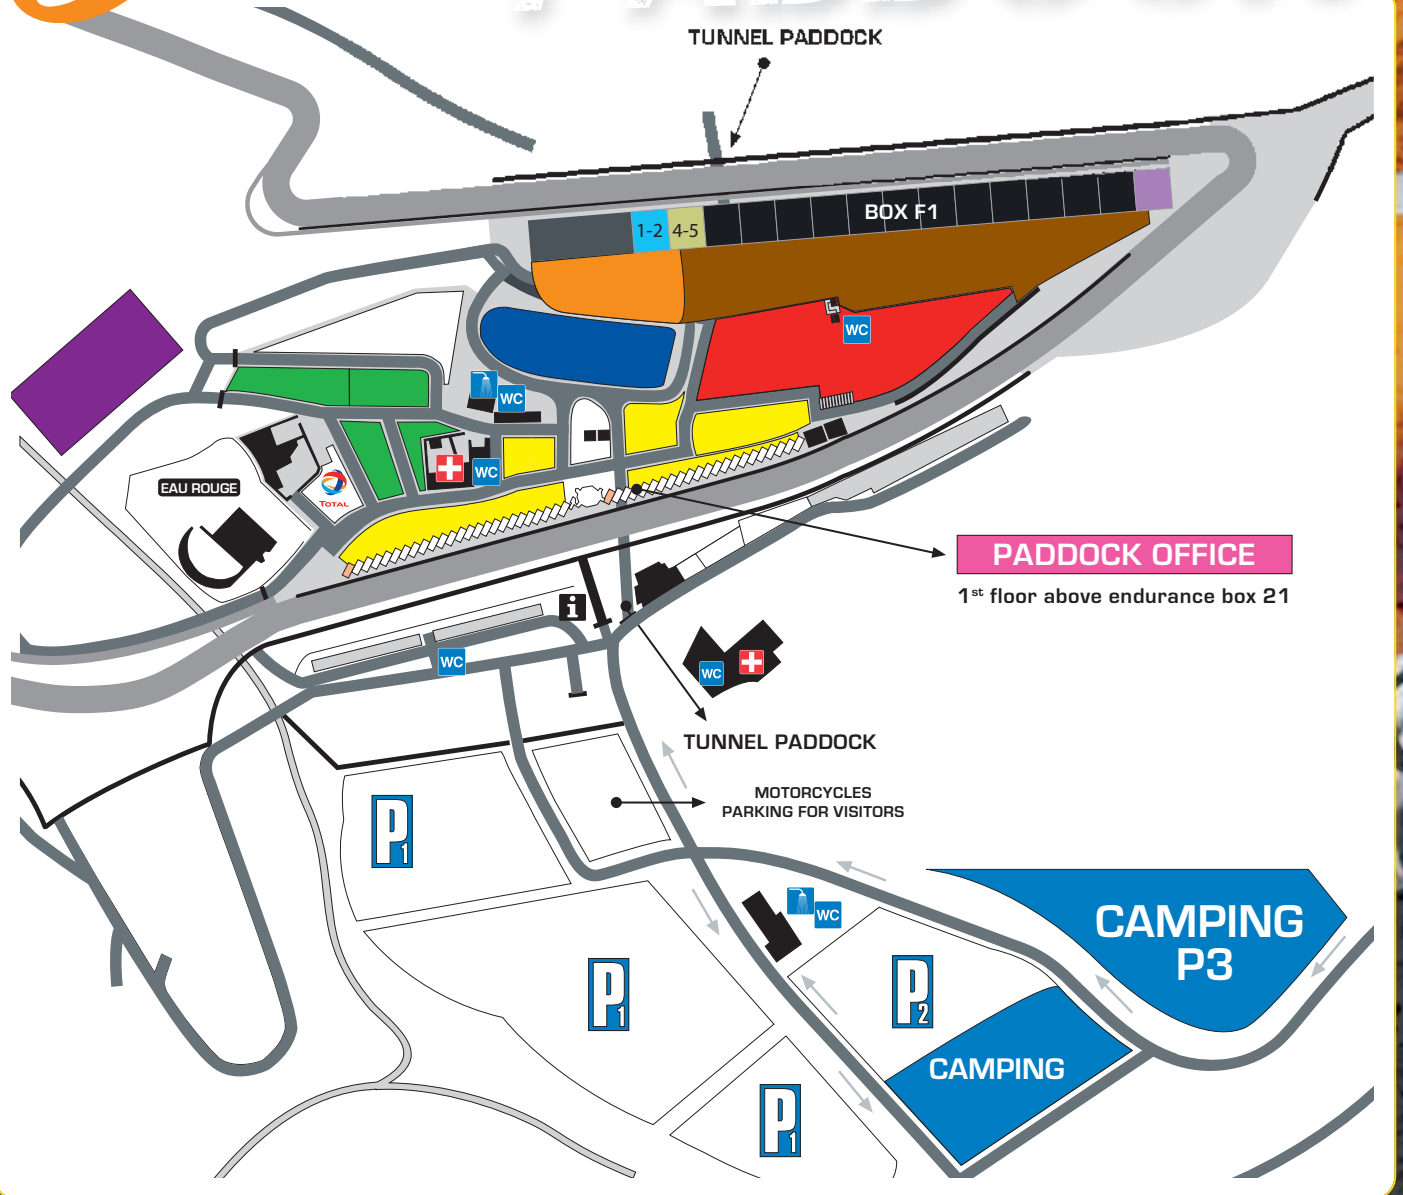 TUNNEL PADDOCK
BOX F1
1-2
4-5
WC
WC
WC
EAU ROUGE
TOTAL
PADDOCK OFFICE
1st floor above endurance box 21
i
WC
WC
TUNNEL PADDOCK
MOTORCYCLES
PARKING FOR VISITORS
P1
WC
CAMPING
P3
P1
P2
CAMPING
P1